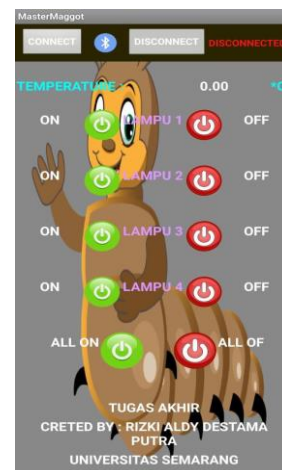 MasterMaggot
CONNECT DISCONNECT DISCONNECTED
TEMPERATURE : 0.00 °C
ON LAMPU 1 OFF
ON LAMPU 2 OFF
ON LAMPU 3 OFF
ON LAMPU 4 OFF
ALL ON ALL OF
TUGAS AKHIR
CRETED BY : RIZKI ALDY DESTAMA
PUTRA
UNIVERSITAS SEMARANG